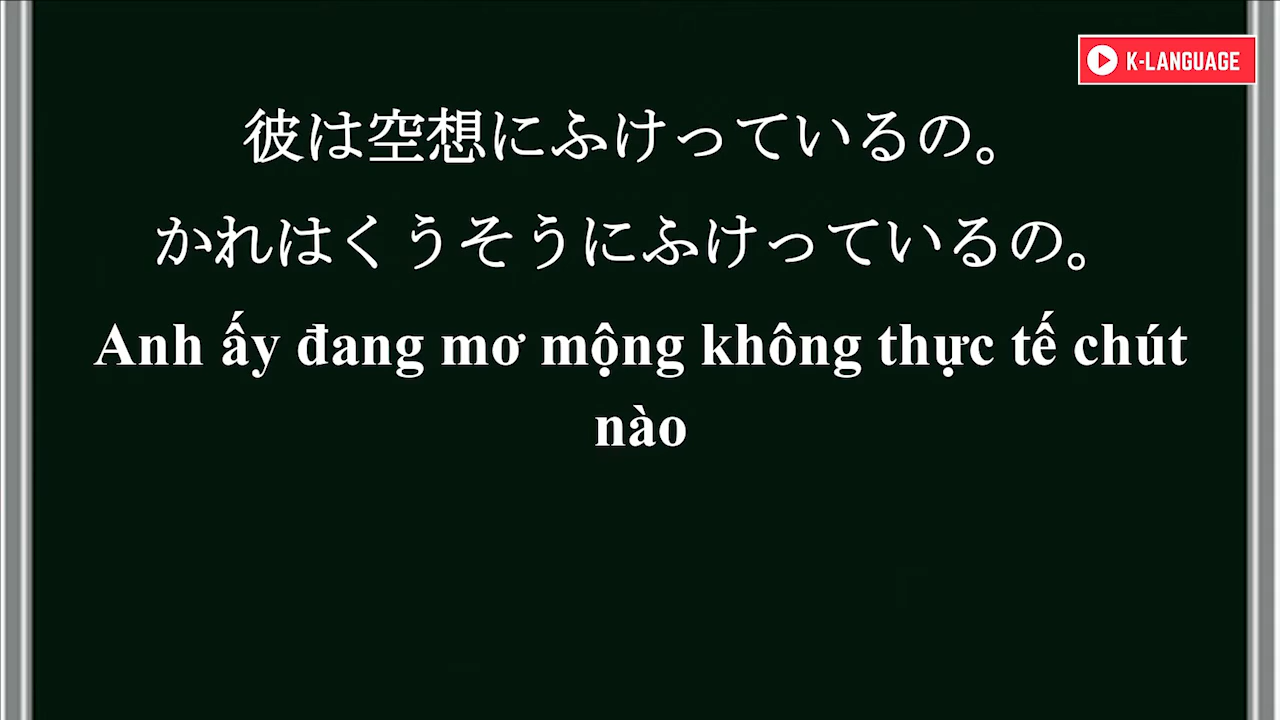 K-LANGUAGE
彼は空想にふけっているの。
かれはくうそうにふけっているの。
Anh ấy đang mơ mộng không thực tế chút
nào